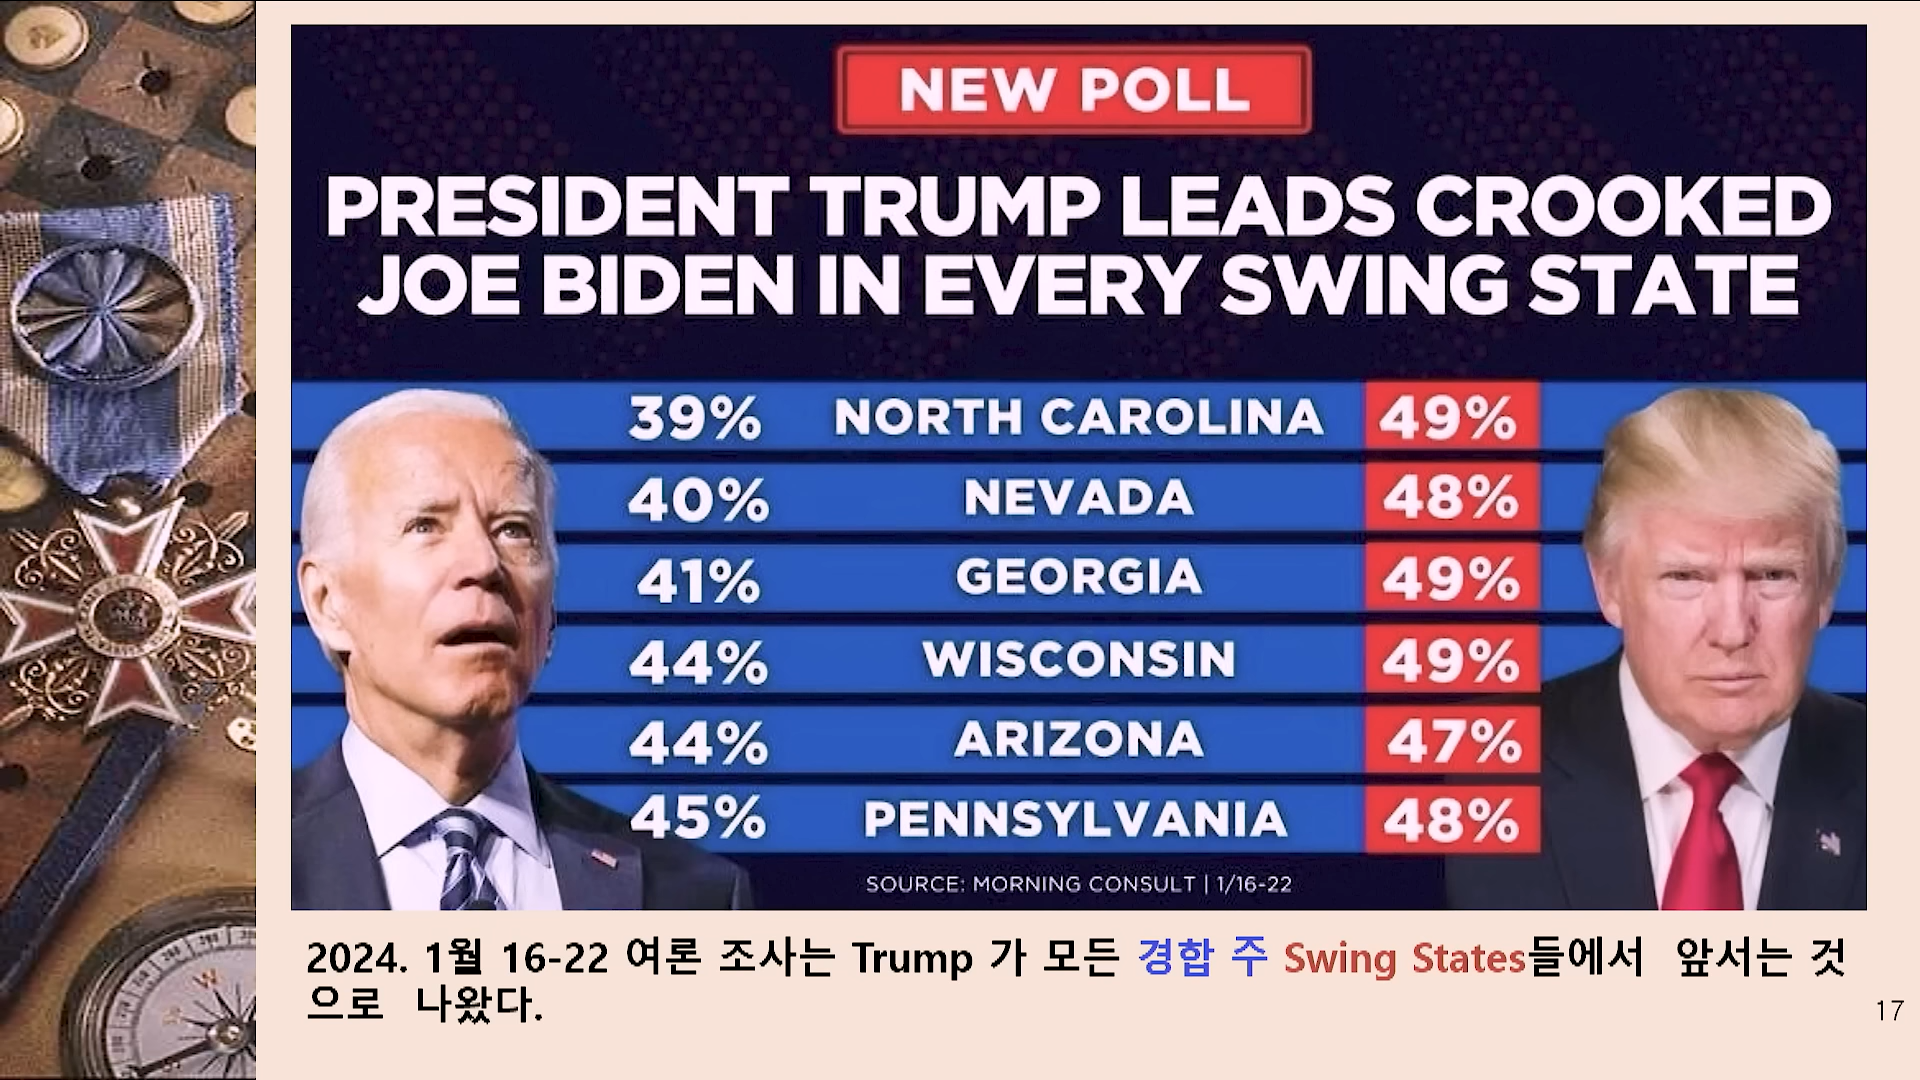 NEW POLL
PRESIDENT TRUMP LEADS CROOKED
JOE BIDEN IN EVERY SWING STATE
39% NORTH CAROLINA 49%
40% NEVADA 48%
41% GEORGIA 49%
44% WISCONSIN 49%
44% ARIZONA 47%
45% PENNSYLVANIA 48%
SOURCE: MORNING CONSULT | 1/16-22
2024. 1월 16-22 여론 조사는 Trump 가 모든 경합 주 Swing States들에서 앞서는 것
으로 나왔다.
17